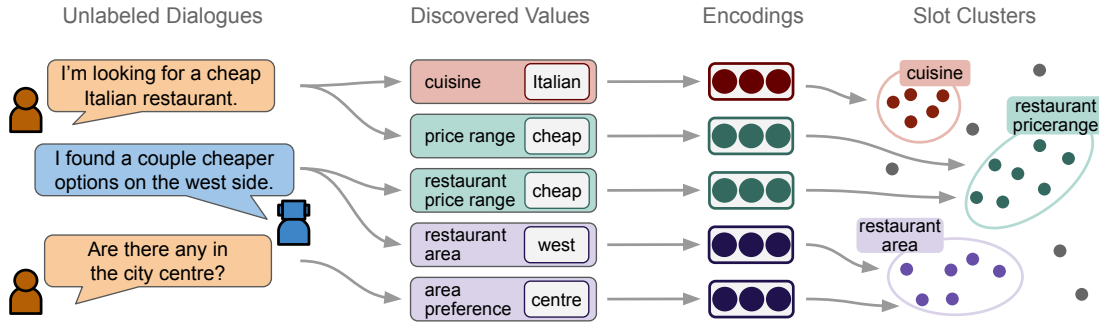 Unlabeled Dialogues
Discovered Values
Encodings
Slot Clusters
I'm looking for a cheap
Italian restaurant.
I found a couple cheaper
options on the west side.
Are there any in
the city centre?
cuisine
Italian
price range
cheap
restaurant
price range
cheap
restaurant
area
west
area
preference
centre
cuisine
restaurant
pricerange
restaurant
area